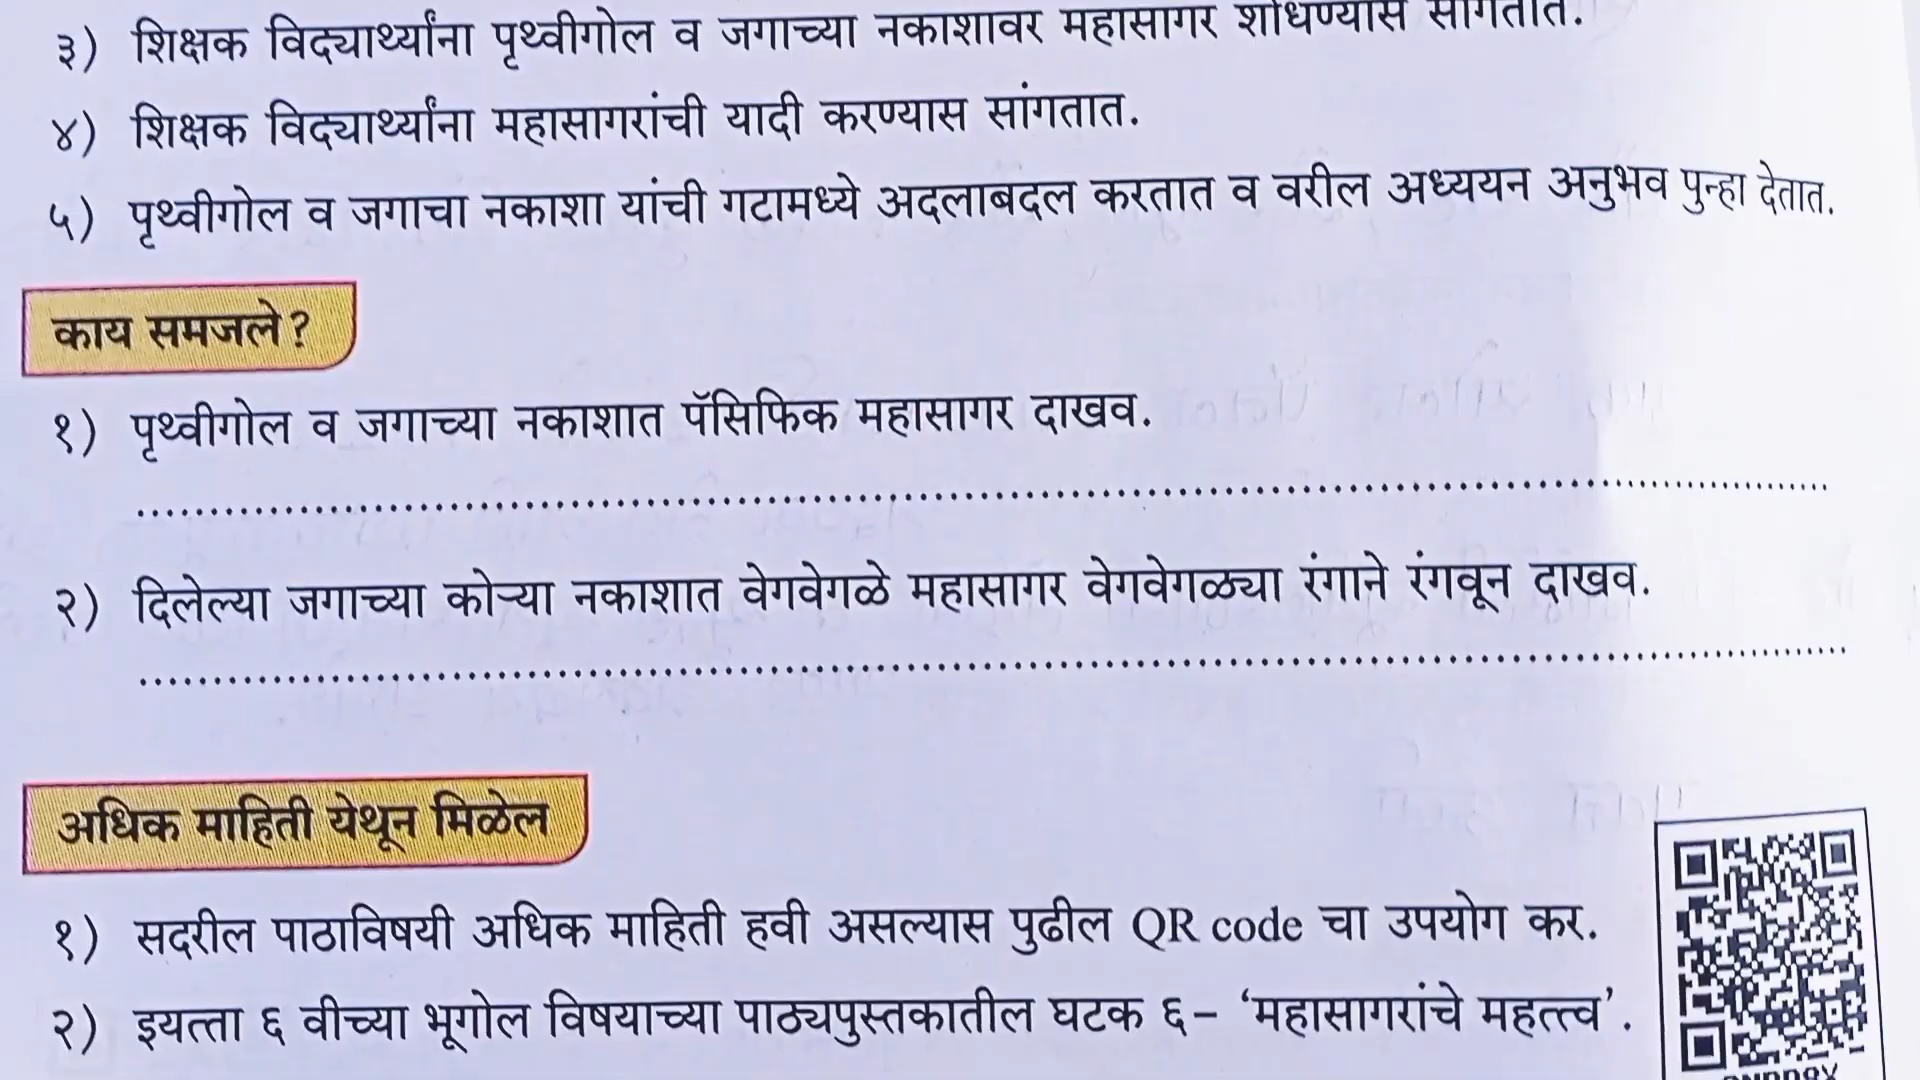 ३) शिक्षक विद्यार्थ्यांना पृथ्वीगोल व जगाच्या नकाशावर महासागर शोधण्यास सांगतात.
४) शिक्षक विद्यार्थ्यांना महासागरांची यादी करण्यास सांगतात.
५) पृथ्वीगोल व जगाचा नकाशा यांची गटामध्ये अदलाबदल करतात व वरील अध्ययन अनुभव पुन्हा देतात.
काय समजले?
१) पृथ्वीगोल व जगाच्या नकाशात पॅसिफिक महासागर दाखव.
२) दिलेल्या जगाच्या कोऱ्या नकाशात वेगवेगळे महासागर वेगवेगळ्या रंगाने रंगवून दाखव.
अधिक माहिती येथून मिळेल
१) सदरील पाठाविषयी अधिक माहिती हवी असल्यास पुढील QR code चा उपयोग कर.
२) इयत्ता ६ वीच्या भूगोल विषयाच्या पाठ्यपुस्तकातील घटक ६– ‘महासागरांचे महत्त्व’.